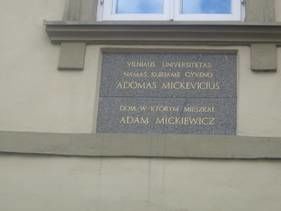 VILNIAUS UNIVERSITETAS
NAMAS, KURIAME GYVENO
ADOMAS MICKEVIČIUS
DOM, W KTÓRYM MIESZKAŁ
ADAM MICKIEWICZ